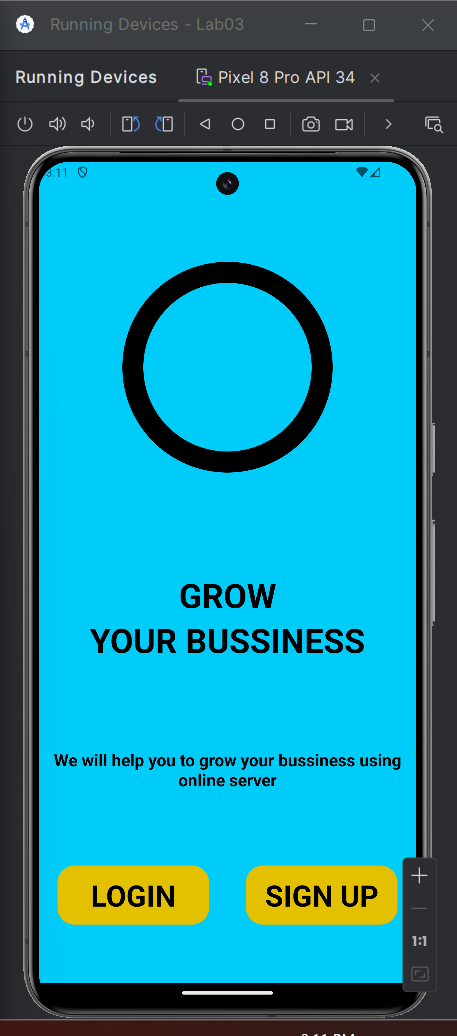 Running Devices - Lab03
Running Devices
Pixel 8 Pro API 34
3:11
GROW
YOUR BUSSINESS
We will help you to grow your bussiness using
online server
LOGIN
SIGN UP
1:1